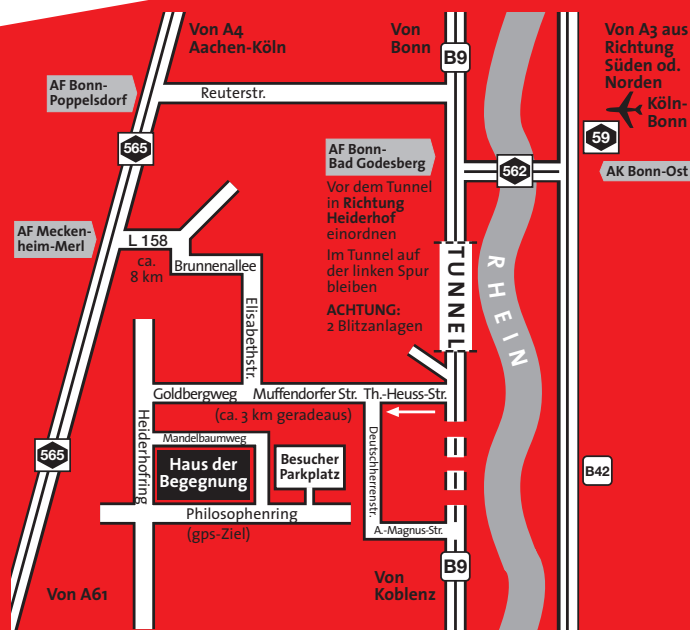 Von A4
Aachen-Köln
Von
Bonn
B9
Von A3 aus
Richtung
Süden od.
Norden
Köln-
Bonn
59
AF Bonn-
Poppelsdorf
Reuterstr.
565
AF Bonn-
Bad Godesberg
562
AK Bonn-Ost
Vor dem Tunnel
in Richtung
Heiderhof
einordnen
Im Tunnel auf
der linken Spur
bleiben
ACHTUNG:
2 Blitzanlagen
TUNNEL
RHEIN
AF Mecken-
heim-Merl
L 158
ca.
8 km
Brunnenallee
Elisabethstr.
Goldbergweg
Muffendorfer Str.
Th.-Heuss-Str.
(ca. 3 km geradeaus)
Heiderhofring
Mandelbaumweg
Deutschherrenstr.
565
Haus der
Begegnung
Besucher
Parkplatz
B42
Philosophenring
(gps-Ziel)
A.-Magnus-Str.
B9
Von A61
Von
Koblenz